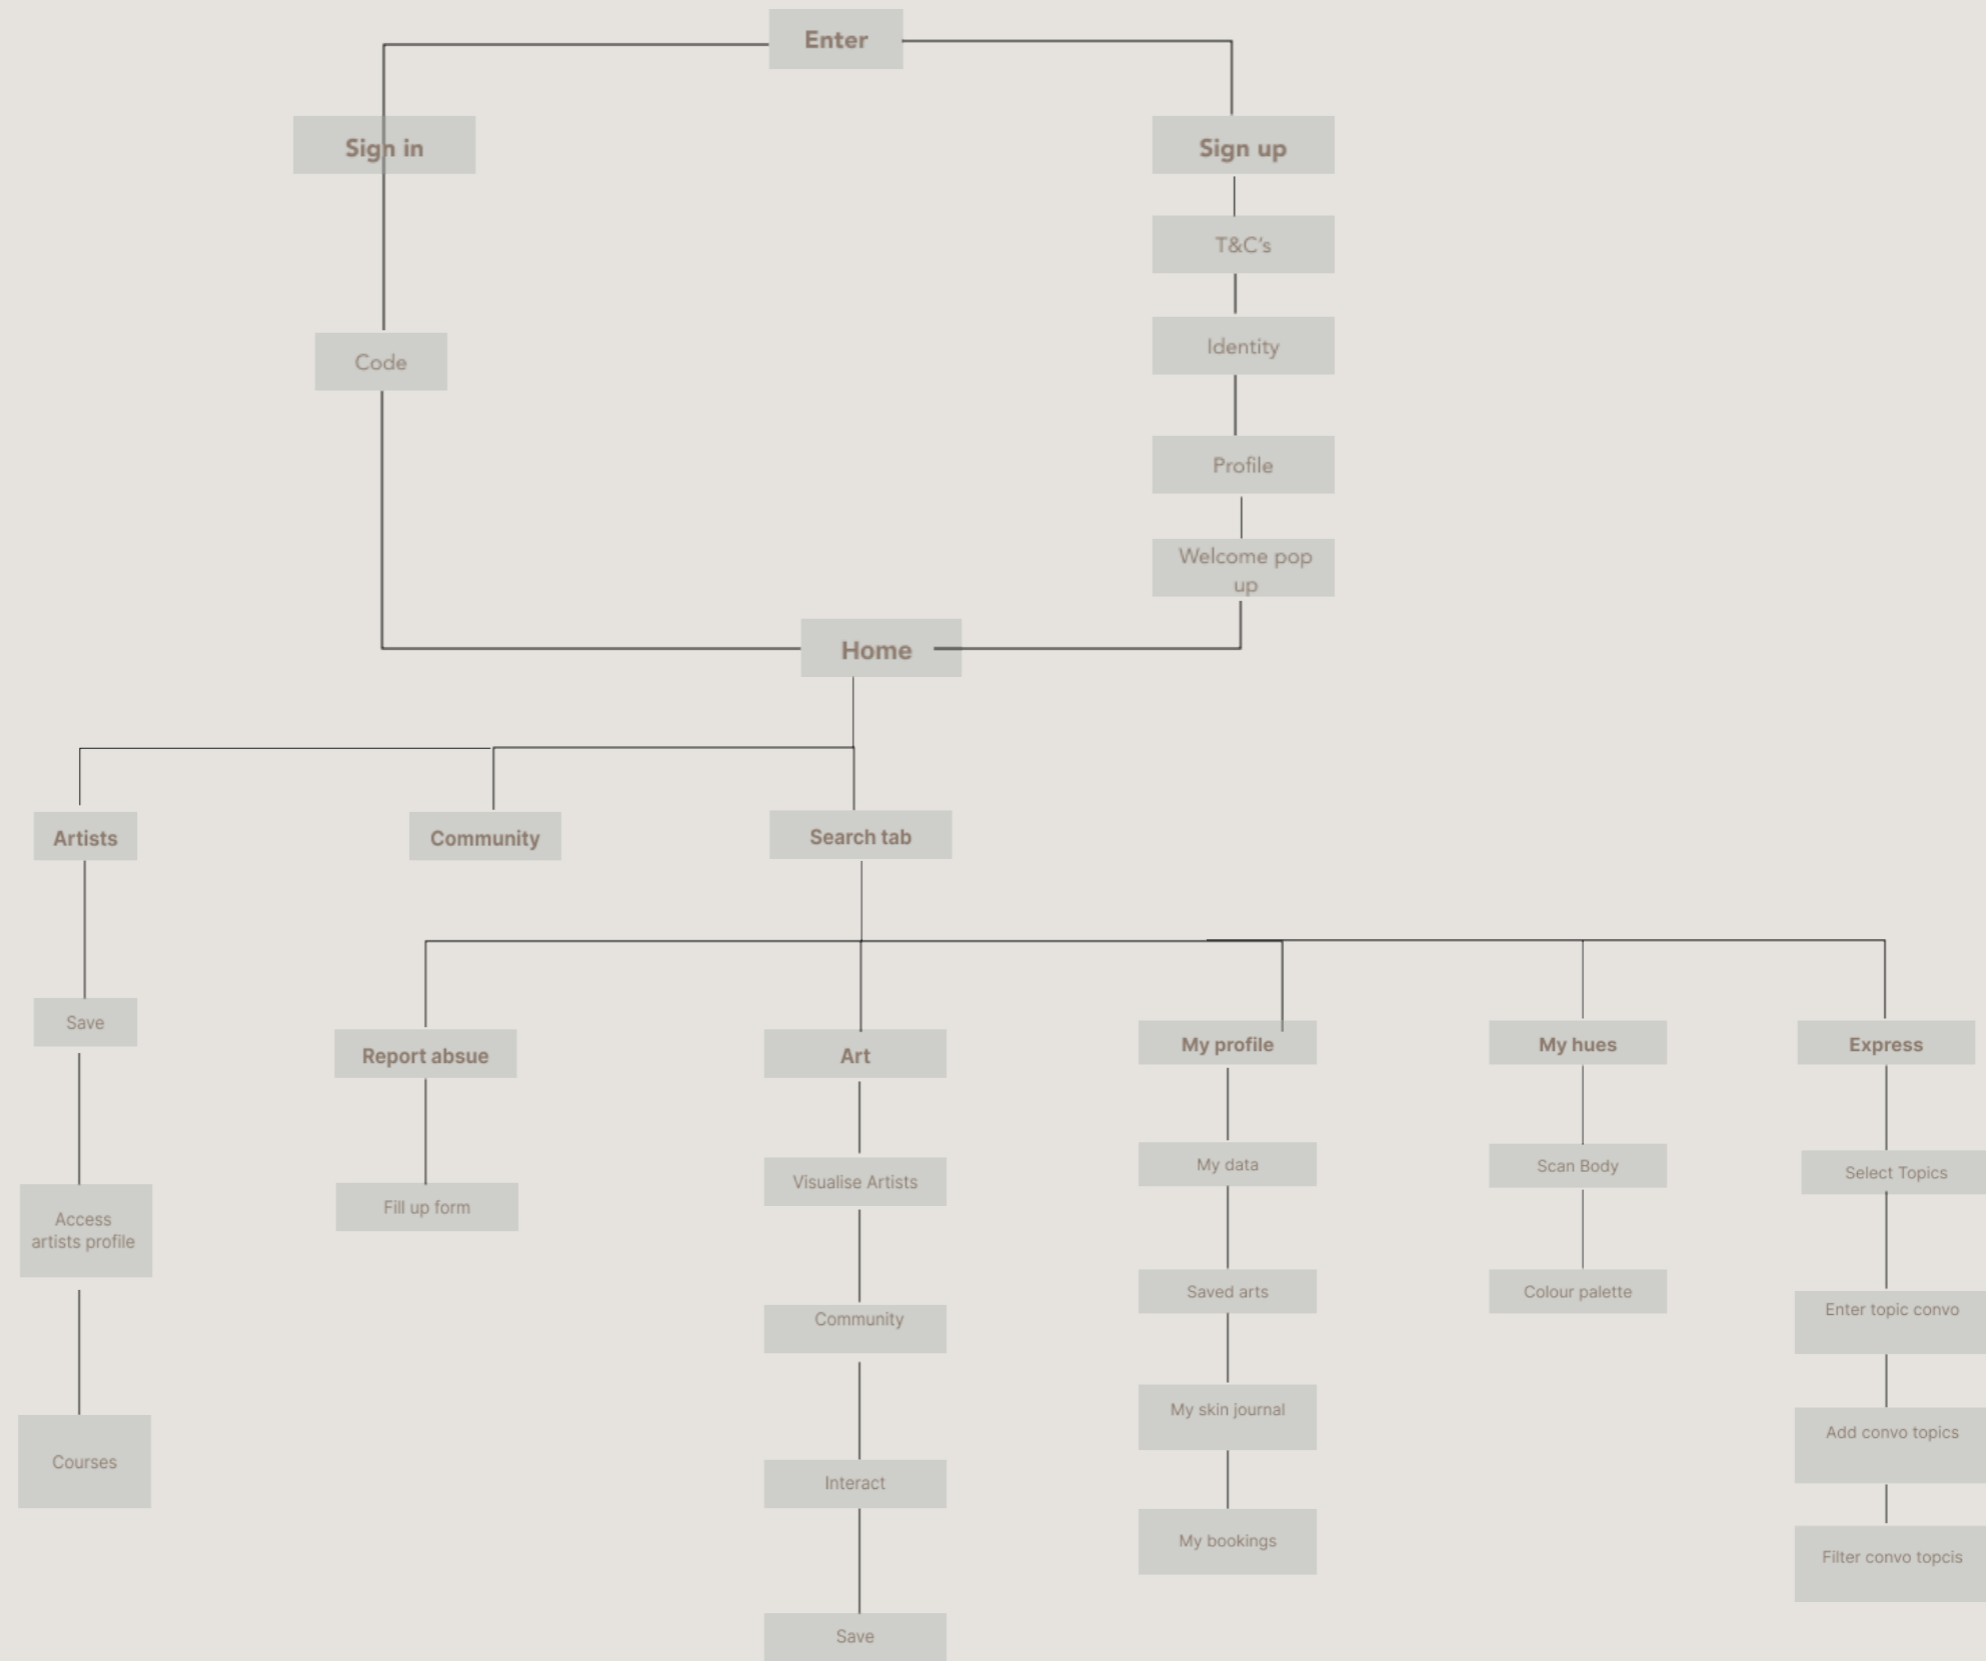 Enter
Sign in
Sign up
T&C's
Identity
Code
Profile
Welcome pop
up
Home
Artists
Community
Search tab
Save
Report absue
Art
My profile
My hues
Express
Access
artists profile
Fill up form
Visualise Artists
My data
Scan Body
Select Topics
Community
Saved arts
Colour palette
Enter topic convo
My skin journal
Add convo topics
Courses
Interact
My bookings
Filter convo topcis
Save